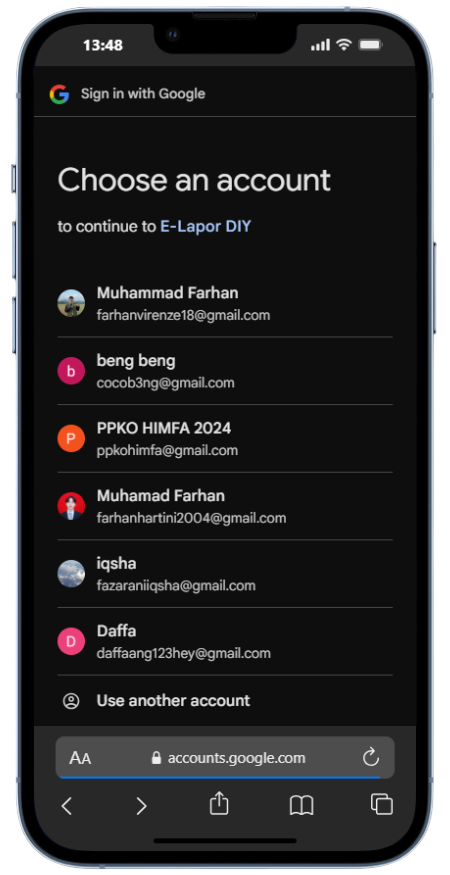 13:48
Sign in with Google
Choose an account
to continue to E-Lapor DIY
Muhammad Farhan
farhanvirenze18@gmail.com
b
beng beng
cocob3ng@gmail.com
P
PPKO HIMFA 2024
ppkohimfa@gmail.com
Muhamad Farhan
farhanhartini2004@gmail.com
iqsha
fazaraniiqsha@gmail.com
D
Daffa
daffaang123hey@gmail.com
Use another account
AA accounts.google.com